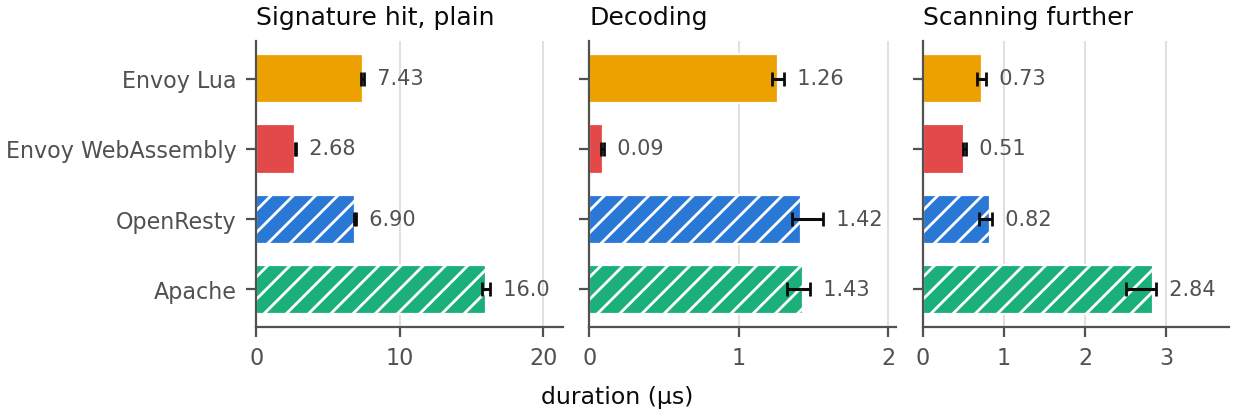 Signature hit, plain
Decoding
Scanning further
Envoy Lua
7.43
1.26
0.73
Envoy WebAssembly
2.68
0.09
0.51
OpenResty
6.90
1.42
0.82
Apache
16.0
1.43
2.84
0 10 20
0 1 2
0 1 2 3
duration (µs)